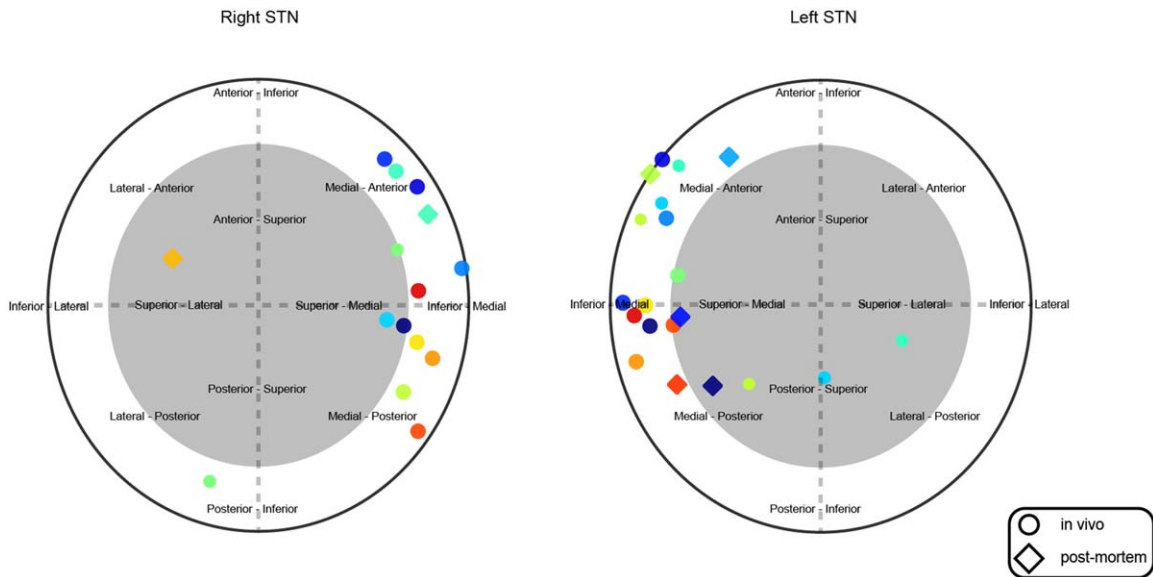 Right STN
Left STN
Anterior - Inferior
Lateral - Anterior
Medial - Anterior
Anterior - Superior
Inferior - Lateral
Superior - Lateral
Superior - Medial
Inferior - Medial
Posterior - Superior
Lateral - Posterior
Medial - Posterior
Posterior - Inferior
Anterior - Inferior
Medial - Anterior
Lateral - Anterior
Anterior - Superior
Inferior - Medial
Superior - Medial
Superior - Lateral
Inferior - Lateral
Posterior - Superior
Medial - Posterior
Lateral - Posterior
Posterior - Inferior
in vivo
post-mortem